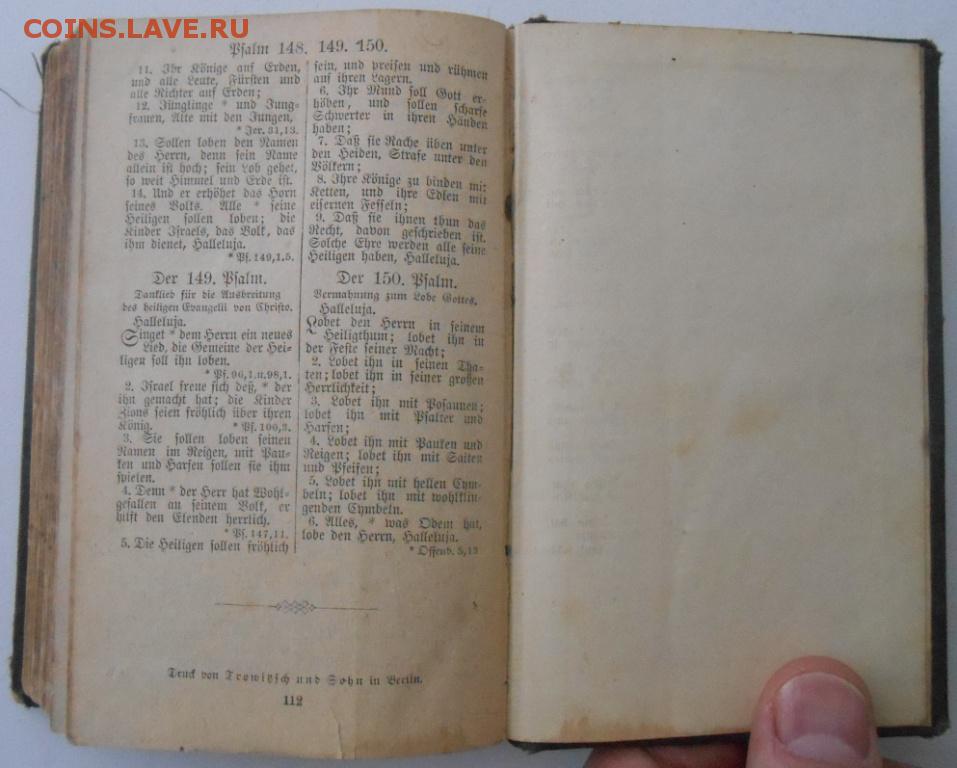 COINS.LAVE.RU
Psalm 148. 149. 150.
11. Ihr Könige auf Erden,
und alle Leute, Fürsten und
alle Richter auf Erden;
12. Jünglinge * und Jung-
frauen, Alte mit den Jungen,
* Jer. 31,13.
13. Sollen loben den Namen
des Herrn, denn sein Name
allein ist hoch; sein Lob gehet,
so weit Himmel und Erde ist.
14. Und er erhöhet das Horn
seines Volks. Alle * seine
Heiligen sollen loben; die
Kinder Israels, das Volk, das
ihm dienet, Halleluja.
* Ps. 149,1.5.
Der 149. Psalm.
Danklied für die Ausbreitung
des heiligen Evangelii von Christo.
Halleluja.
Singet * dem Herrn ein neues
Lied, die Gemeine der Hei-
ligen soll ihn loben.
* Ps. 96,1.u.98,1.
2. Israel freue sich deß, * der
ihn gemacht hat; die Kinder
Zions seien fröhlich über ihren
König. * Ps. 100,3.
3. Sie sollen loben seinen
Namen im Reigen, mit Pau-
ken und Harfen sollen sie ihm
spielen.
4. Denn * der Herr hat Wohl-
gefallen an seinem Volk, er
hilft den Elenden herrlich.
* Ps. 147,11.
5. Die Heiligen sollen fröhlich
sein, und preisen und rühmen
auf ihren Lagern.
6. Ihr Mund soll Gott er-
höhen, und sollen scharfe
Schwerter in ihren Händen
haben;
7. Daß sie Rache üben unter
den Heiden, Strafe unter den
Völkern;
8. Ihre Könige zu binden mit
Ketten, und ihre Edlen mit
eisernen Fesseln;
9. Daß sie ihnen thun das
Recht, davon geschrieben ist.
Solche Ehre werden alle seine
Heiligen haben, Halleluja.
Der 150. Psalm.
Vermahnung zum Lobe Gottes.
Halleluja.
Lobet den Herrn in seinem
Heiligthum; lobet ihn in
der Feste seiner Macht;
2. Lobet ihn in seinen Tha-
ten; lobet ihn in seiner großen
Herrlichkeit;
3. Lobet ihn mit Posaunen;
lobet ihn mit Psalter und
Harfen;
4. Lobet ihn mit Pauken und
Reigen; lobet ihn mit Saiten
und Pfeifen;
5. Lobet ihn mit hellen Cym-
beln; lobet ihn mit wohlklin-
genden Cymbeln.
6. Alles, * was Odem hat,
lobe den Herrn, Halleluja.
* Offenb. 5,13
Druck von Trowitzsch und Sohn in Berlin.
112